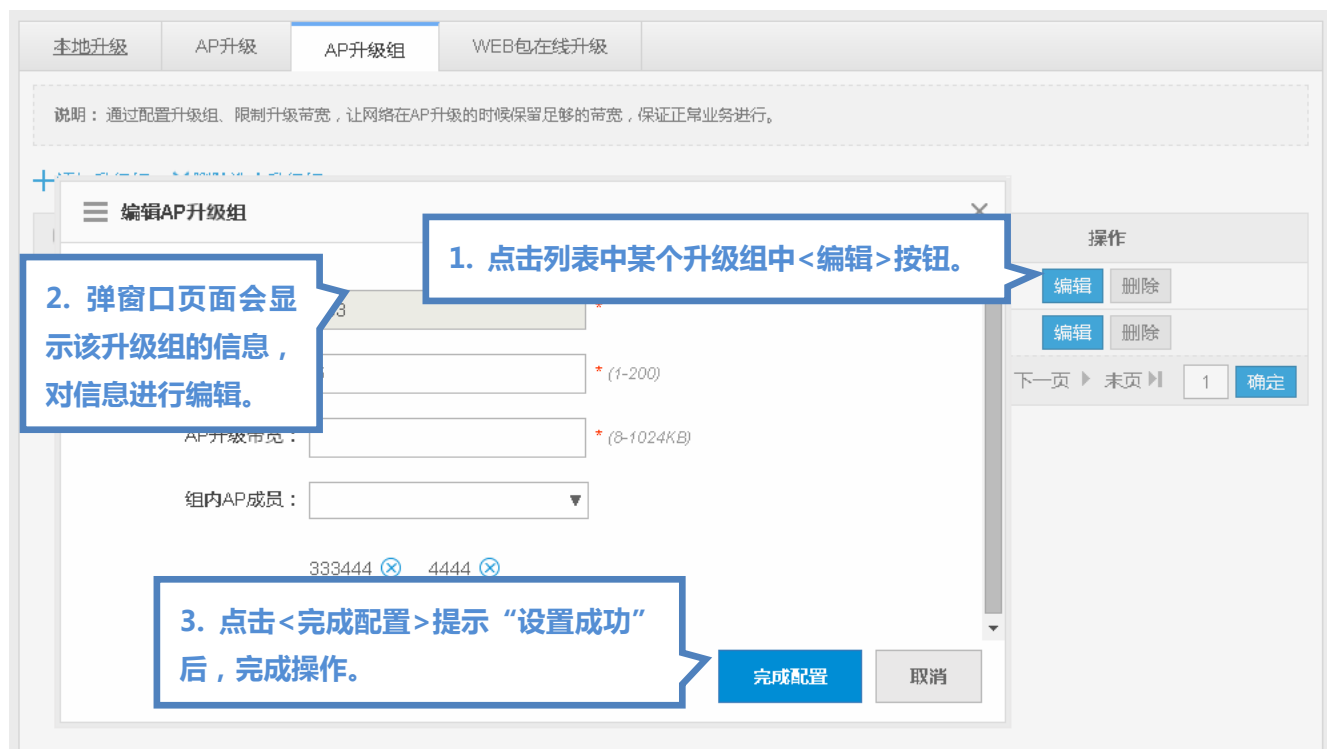 本地升级 AP升级 AP升级组 WEB包在线升级
说明：通过配置升级组、限制升级带宽，让网络在AP升级的时候保留足够的带宽，保证正常业务进行。
编辑AP升级组
1. 点击列表中某个升级组中<编辑>按钮。
操作
编辑 删除
2. 弹窗口页面会显
示该升级组的信息，
对信息进行编辑。
3 *
编辑 删除
* (1-200)
下一页 末页 1 确定
AP升级带宽： * (8-1024KB)
组内AP成员：
333444 4444
3. 点击<完成配置>提示“设置成功”
后，完成操作。
完成配置 取消